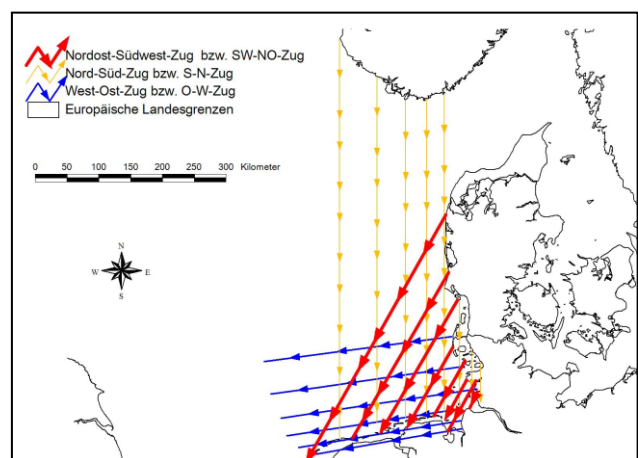 Nordost-Südwest-Zug bzw. SW-NO-Zug
Nord-Süd-Zug bzw. S-N-Zug
West-Ost-Zug bzw. O-W-Zug
Europäische Landesgrenzen
0 50 100 150 200 250 300 Kilometer
N
W E
S